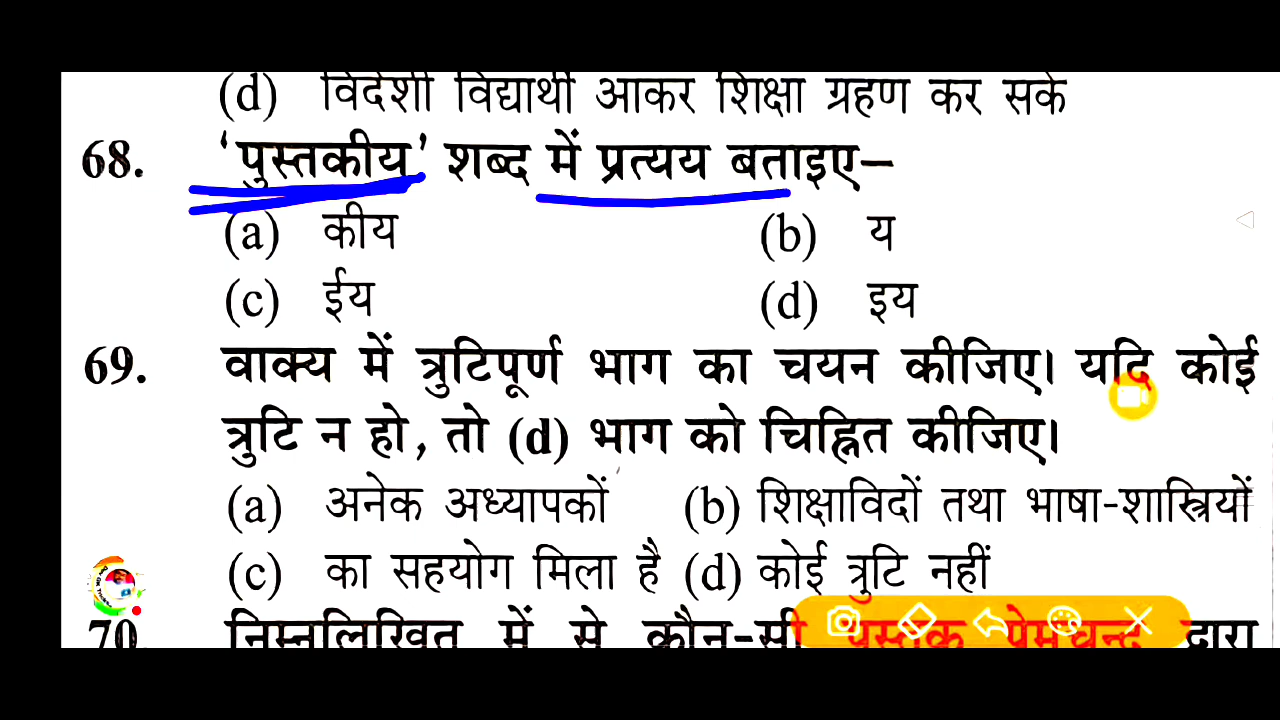 (d) विदेशी विद्यार्थी आकर शिक्षा ग्रहण कर सके
68. 'पुस्तकीय' शब्द में प्रत्यय बताइए–
(a) कीय (b) य
(c) ईय (d) इय
69. वाक्य में त्रुटिपूर्ण भाग का चयन कीजिए। यदि कोई
त्रुटि न हो, तो (d) भाग को चिह्नित कीजिए।
(a) अनेक अध्यापकों (b) शिक्षाविदों तथा भाषा-शास्त्रियों
(c) का सहयोग मिला है (d) कोई त्रुटि नहीं
70. निम्नलिखित में से कौन-सी पुस्तक प्रेमचन्द द्वारा